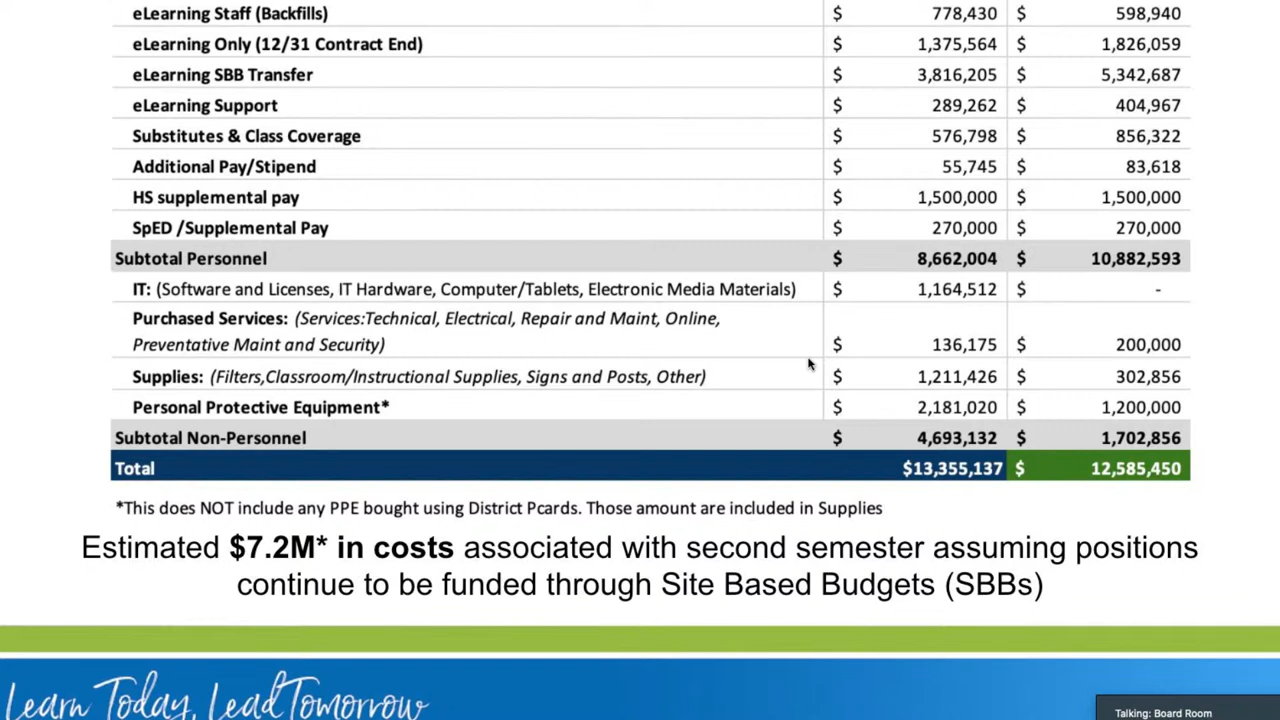 eLearning Staff (Backfills) $ 778,430 $ 598,940
eLearning Only (12/31 Contract End) $ 1,375,564 $ 1,826,059
eLearning SBB Transfer $ 3,816,205 $ 5,342,687
eLearning Support $ 289,262 $ 404,967
Substitutes & Class Coverage $ 576,798 $ 856,322
Additional Pay/Stipend $ 55,745 $ 83,618
HS supplemental pay $ 1,500,000 $ 1,500,000
SpED /Supplemental Pay $ 270,000 $ 270,000
Subtotal Personnel $ 8,662,004 $ 10,882,593
IT: (Software and Licenses, IT Hardware, Computer/Tablets, Electronic Media Materials) $ 1,164,512 $ -
Purchased Services: (Services:Technical, Electrical, Repair and Maint, Online,
Preventative Maint and Security) $ 136,175 $ 200,000
Supplies: (Filters,Classroom/Instructional Supplies, Signs and Posts, Other) $ 1,211,426 $ 302,856
Personal Protective Equipment* $ 2,181,020 $ 1,200,000
Subtotal Non-Personnel $ 4,693,132 $ 1,702,856
Total $13,355,137 $ 12,585,450
*This does NOT include any PPE bought using District Pcards. Those amount are included in Supplies
Estimated $7.2M* in costs associated with second semester assuming positions
continue to be funded through Site Based Budgets (SBBs)
Learn Today, Lead Tomorrow
Talking: Board Room